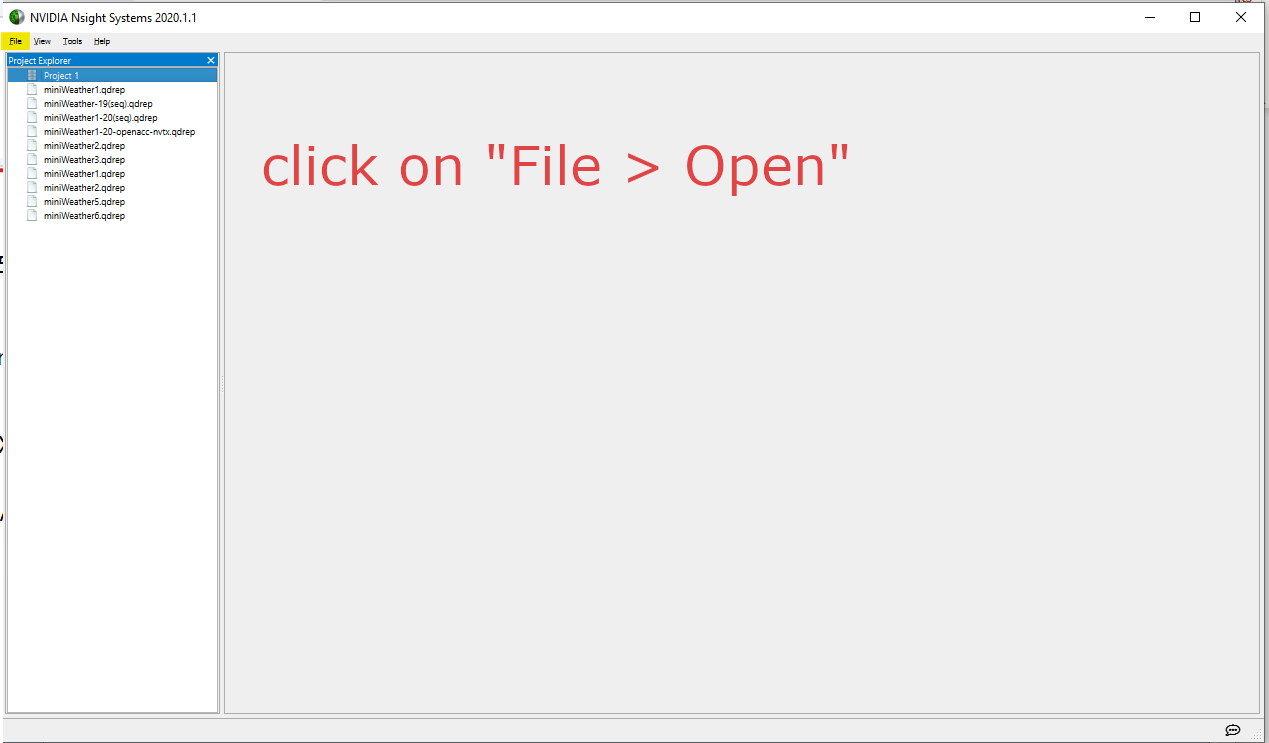 NVIDIA Nsight Systems 2020.1.1
File View Tools Help
Project Explorer
Project 1
miniWeather1.qdrep
miniWeather-19(seq).qdrep
miniWeather1-20(seq).qdrep
miniWeather1-20-openacc-nvtx.qdrep
miniWeather2.qdrep
miniWeather3.qdrep
miniWeather1.qdrep
miniWeather2.qdrep
miniWeather5.qdrep
miniWeather6.qdrep
click on "File > Open"